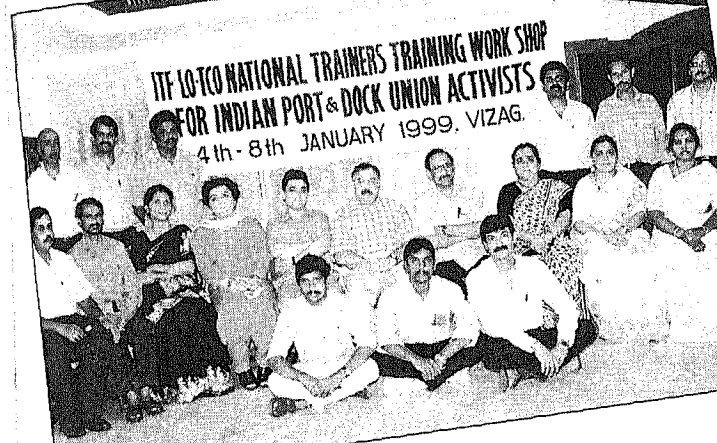 ITF LO-TCO NATIONAL TRAINERS TRAINING WORK SHOP
FOR INDIAN PORT & DOCK UNION ACTIVISTS
4th - 8th JANUARY 1999. VIZAG.